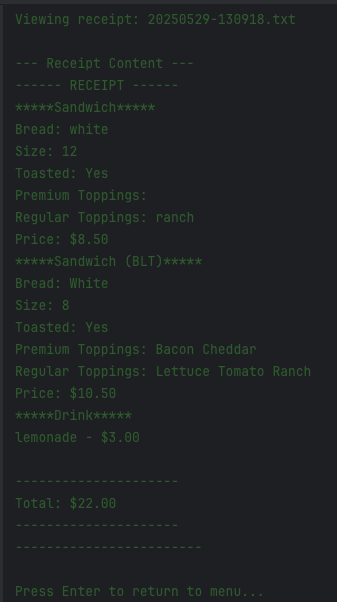 Viewing receipt: 20250529-130918.txt
--- Receipt Content ---
------ RECEIPT ------
*****Sandwich*****
Bread: white
Size: 12
Toasted: Yes
Premium Toppings:
Regular Toppings: ranch
Price: $8.50
*****Sandwich (BLT)*****
Bread: White
Size: 8
Toasted: Yes
Premium Toppings: Bacon Cheddar
Regular Toppings: Lettuce Tomato Ranch
Price: $10.50
*****Drink*****
lemonade - $3.00
---------------------
Total: $22.00
---------------------
------------------------
Press Enter to return to menu...